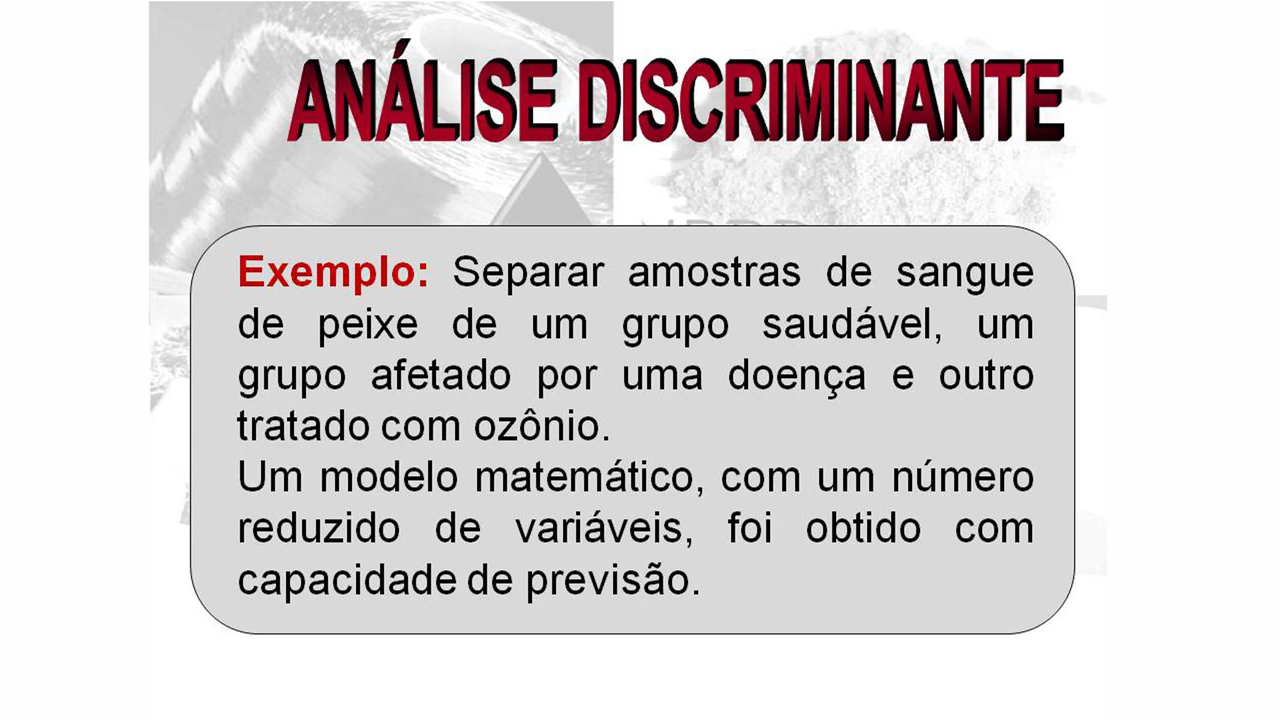 ANÁLISE DISCRIMINANTE
Exemplo: Separar amostras de sangue
de peixe de um grupo saudável, um
grupo afetado por uma doença e outro
tratado com ozônio.
Um modelo matemático, com um número
reduzido de variáveis, foi obtido com
capacidade de previsão.